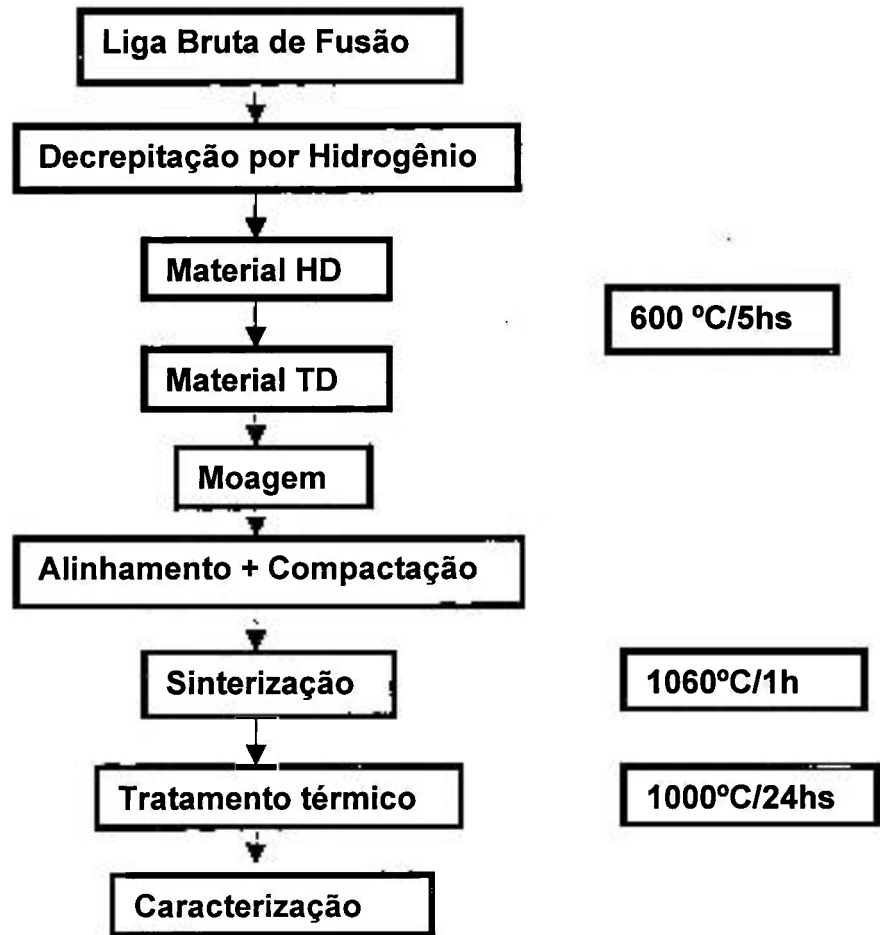 Liga Bruta de Fusão
Decrepitação por Hidrogênio
Material HD
600 ºC/5hs
Material TD
Moagem
Alinhamento + Compactação
Sinterização
1060ºC/1h
Tratamento térmico
1000ºC/24hs
Caracterização